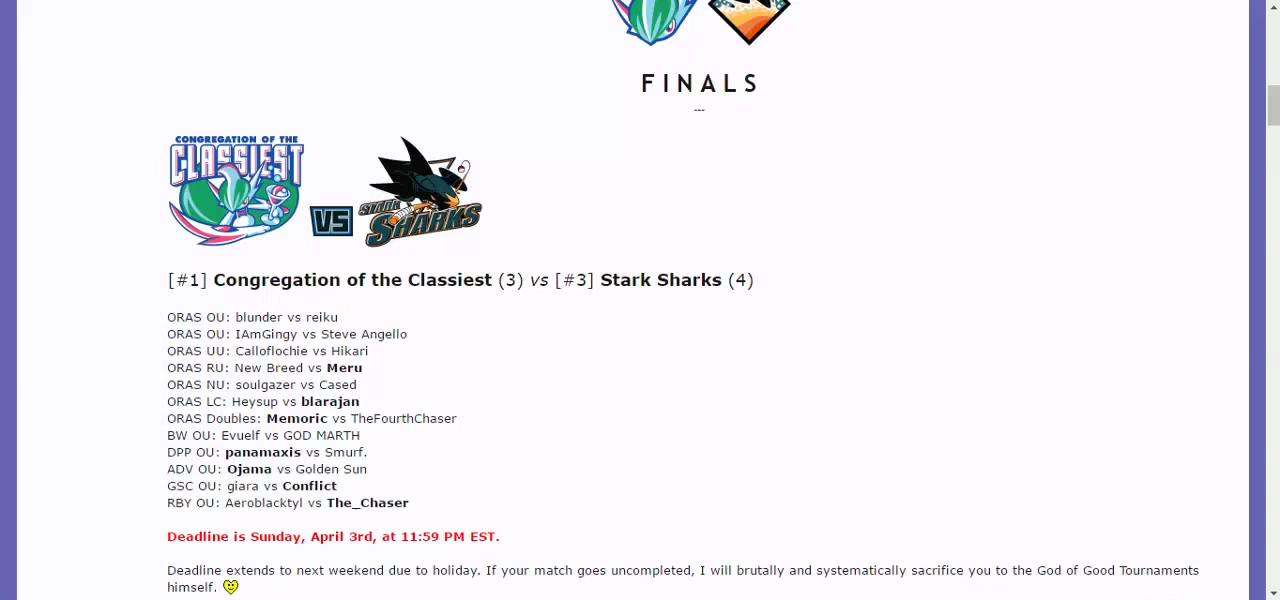 FINALS
---
CONGREGATION OF THE
CLASSIEST
VS
STARK
SHARKS
[#1] Congregation of the Classiest (3) vs [#3] Stark Sharks (4)
ORAS OU: blunder vs reiku
ORAS OU: IAmGingy vs Steve Angello
ORAS UU: Calloflochie vs Hikari
ORAS RU: New Breed vs Meru
ORAS NU: soulgazer vs Cased
ORAS LC: Heysup vs blarajan
ORAS Doubles: Memoric vs TheFourthChaser
BW OU: Evuelf vs GOD MARTH
DPP OU: panamaxis vs Smurf.
ADV OU: Ojama vs Golden Sun
GSC OU: giara vs Conflict
RBY OU: Aeroblacktyl vs The_Chaser
Deadline is Sunday, April 3rd, at 11:59 PM EST.
Deadline extends to next weekend due to holiday. If your match goes uncompleted, I will brutally and systematically sacrifice you to the God of Good Tournaments
himself.